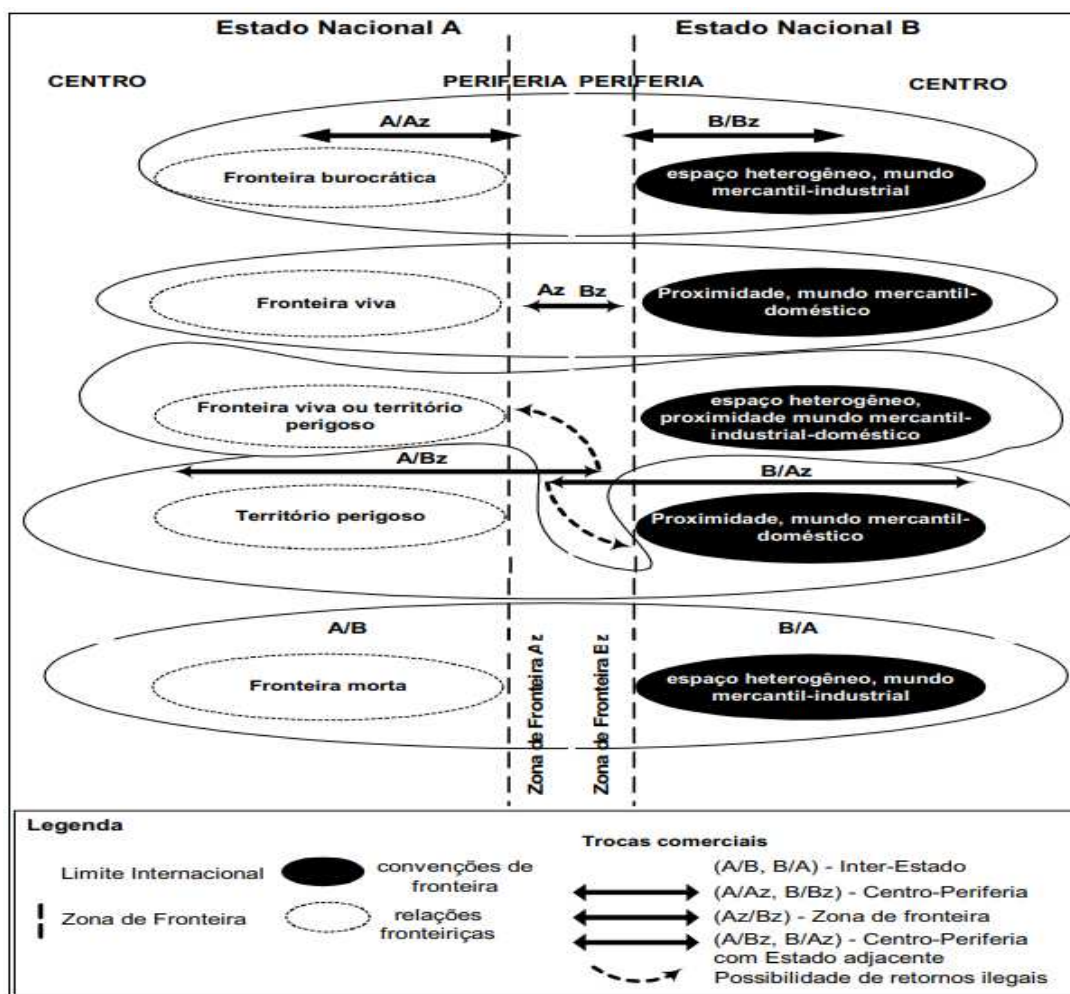 Estado Nacional A
Estado Nacional B
CENTRO
PERIFERIA PERIFERIA
CENTRO
A/Az
B/Bz
Fronteira burocrática
espaço heterogêneo, mundo
mercantil-industrial
Fronteira viva
Az Bz
Proximidade, mundo mercantil-
doméstico
Fronteira viva ou território
perigoso
espaço heterogêneo,
proximidade mundo mercantil-
industrial-doméstico
A/Bz
B/Az
Território perigoso
Proximidade, mundo mercantil-
doméstico
A/B
B/A
Fronteira morta
Zona de Fronteira Az
Zona de Fronteira Bz
espaço heterogêneo, mundo
mercantil-industrial
Legenda
Limite Internacional
Zona de Fronteira
convenções de
fronteira
relações
fronteiriças
Trocas comerciais
(A/B, B/A) - Inter-Estado
(A/Az, B/Bz) - Centro-Periferia
(Az/Bz) - Zona de fronteira
(A/Bz, B/Az) - Centro-Periferia
com Estado adjacente
Possibilidade de retornos ilegais